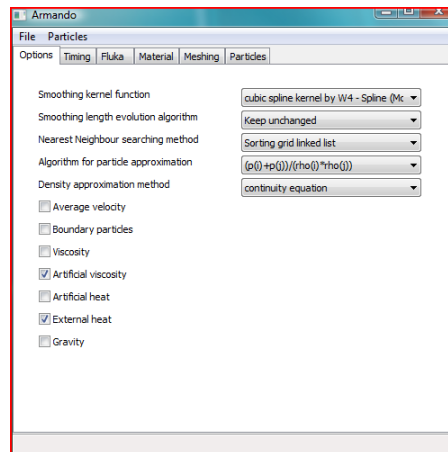 Armando
File Particles
Options Timing Fluka Material Meshing Particles
Smoothing kernel function cubic spline kernel by W4 - Spline (Mc
Smoothing length evolution algorithm Keep unchanged
Nearest Neighbour searching method Sorting grid linked list
Algorithm for particle approximation (p(i)+p(j))/(rho(i)*rho(j))
Density approximation method continuity equation
Average velocity
Boundary particles
Viscosity
Artificial viscosity
Artificial heat
External heat
Gravity